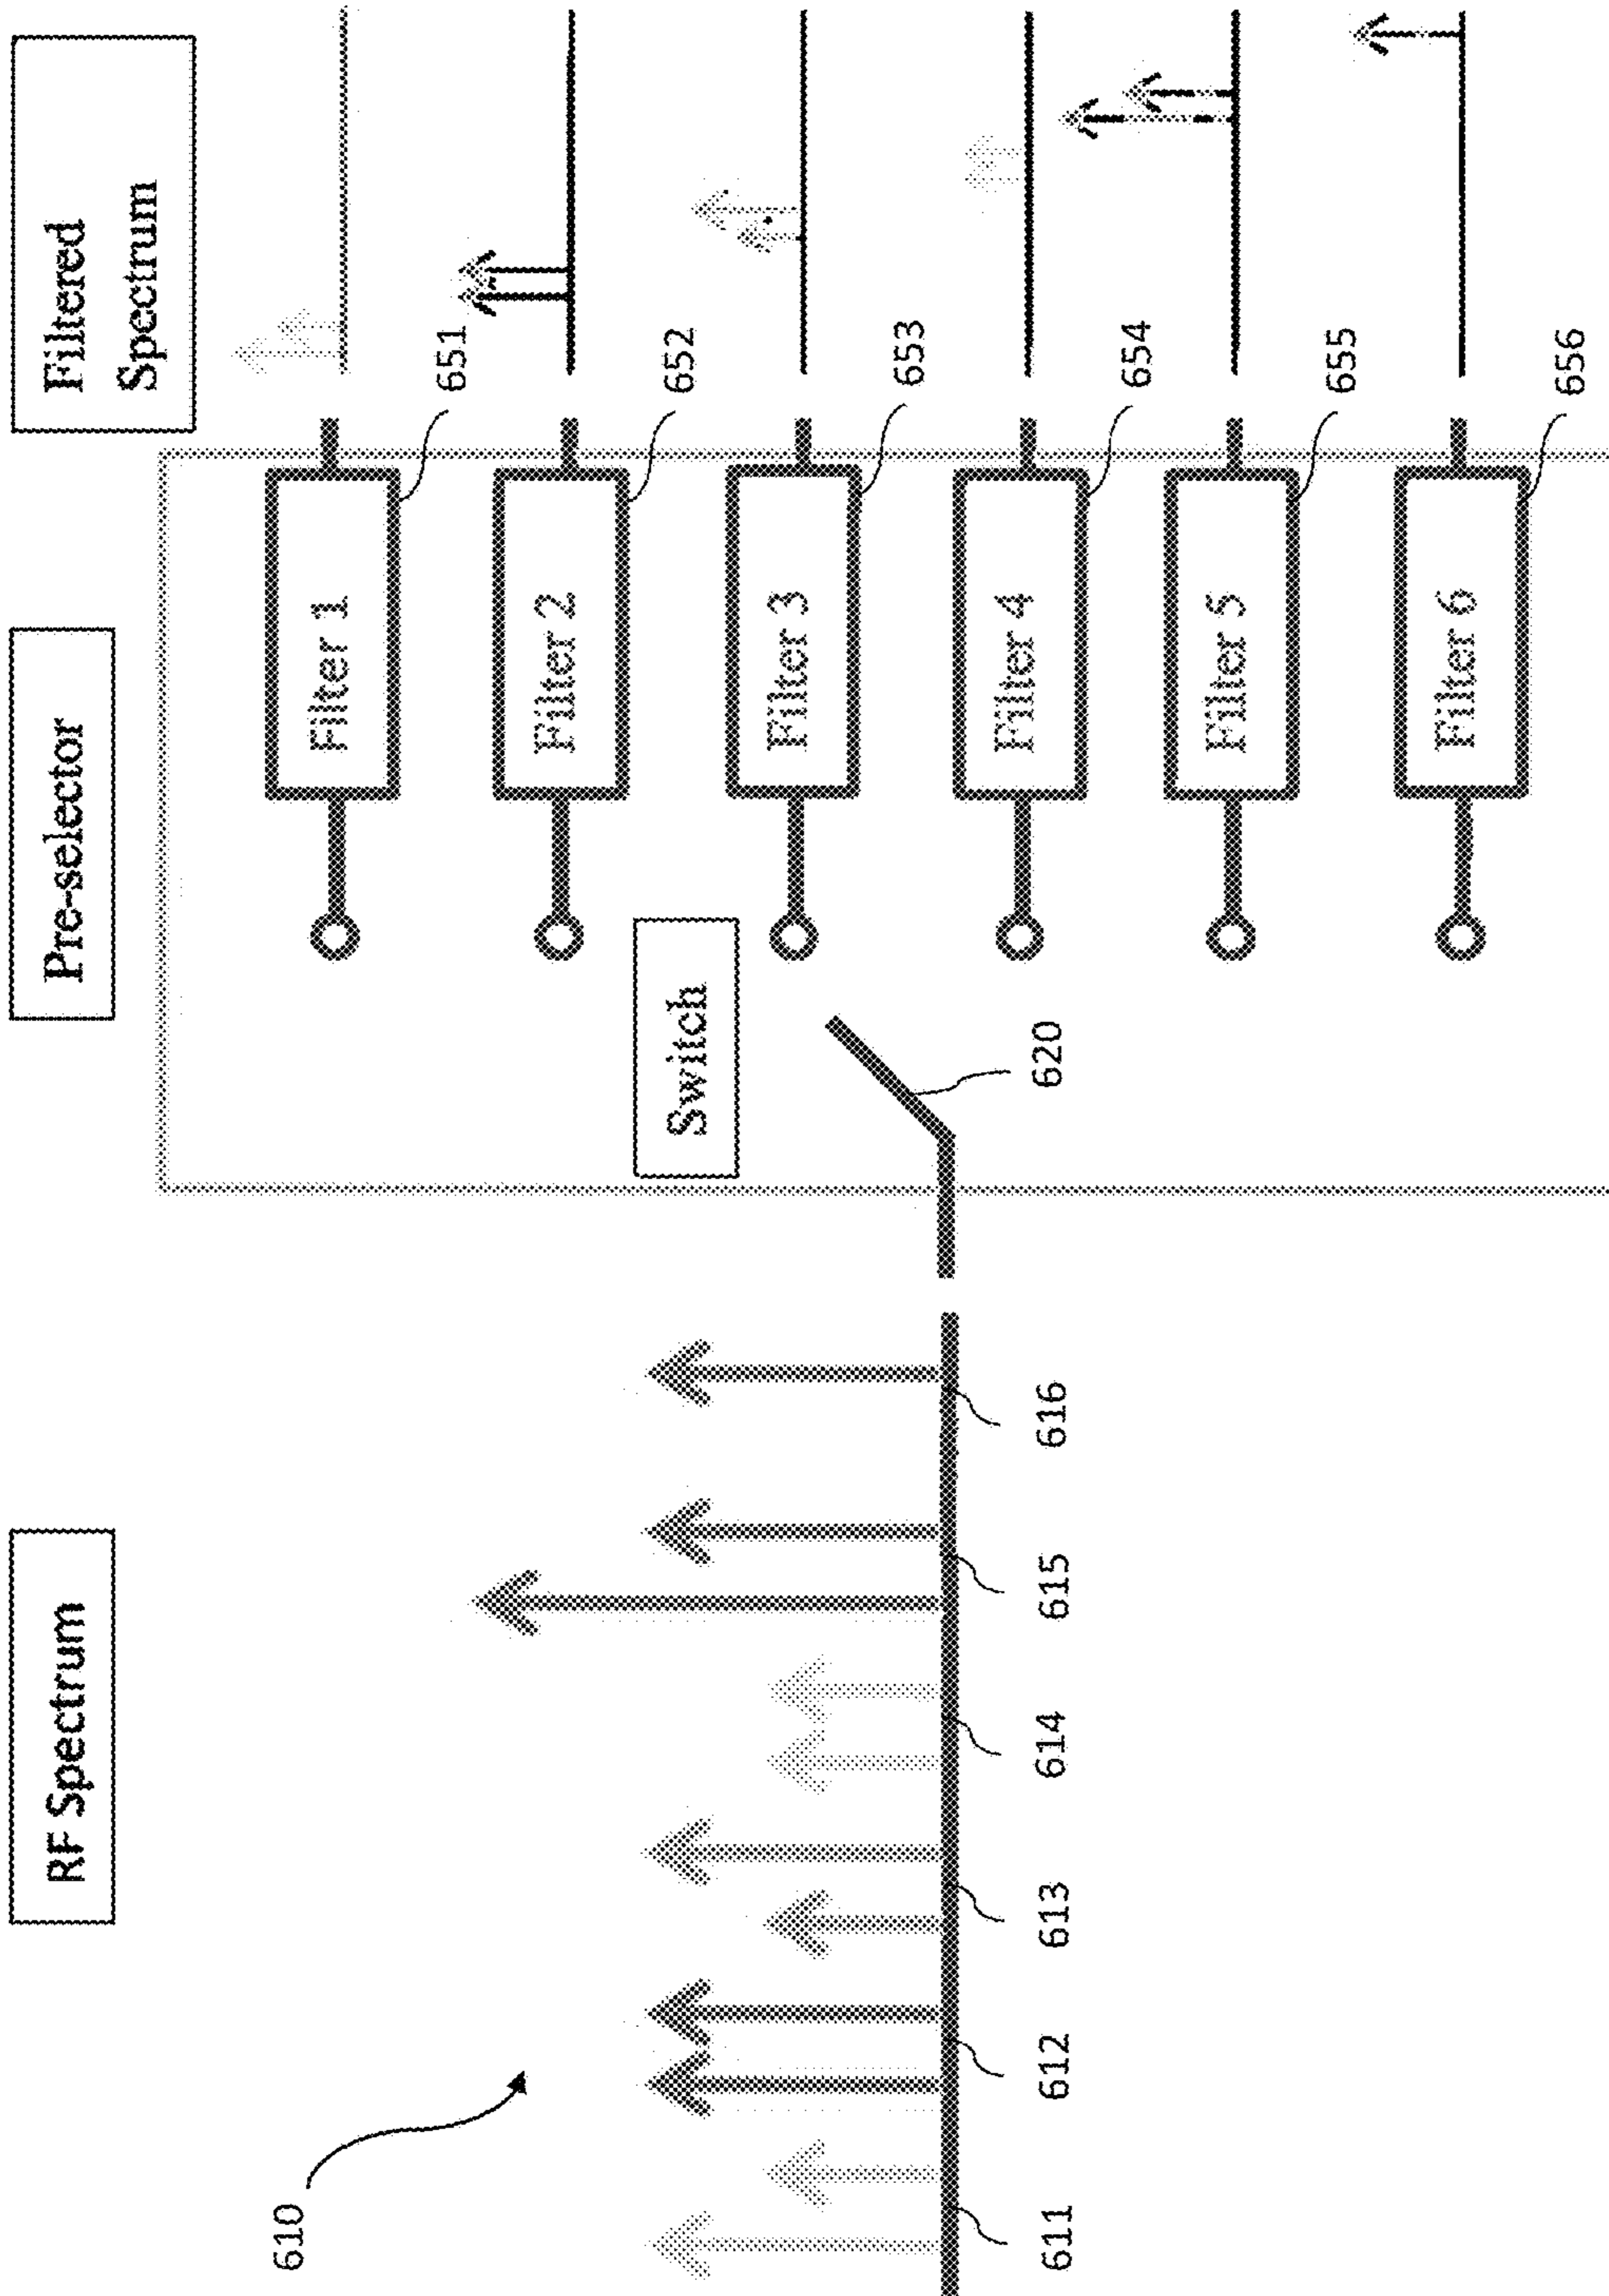 RF Spectrum
Pre-selector
Filtered
Spectrum
610
611
612
613
614
615
616
Switch
620
Filter 1
651
Filter 2
652
Filter 3
653
Filter 4
654
Filter 5
655
Filter 6
656